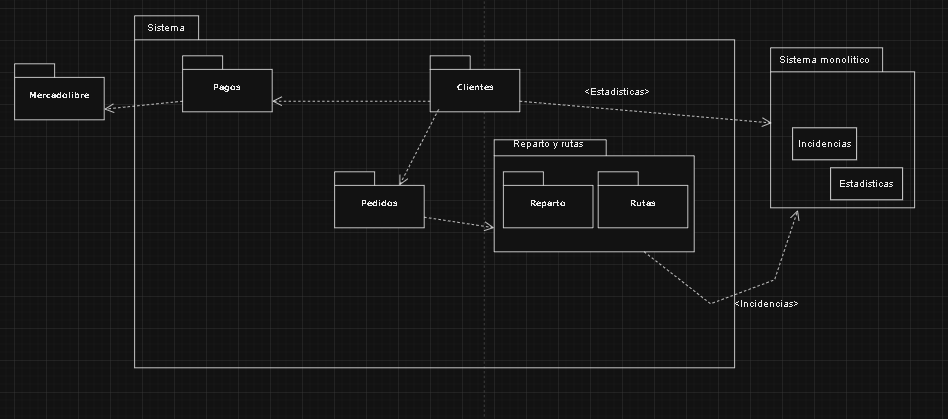 Sistema
Mercadolibre
Pagos
Clientes
<Estadisticas>
Sistema monolitico
Incidencias
Estadisticas
Reparto y rutas
Pedidos
Reparto
Rutas
<Incidencias>